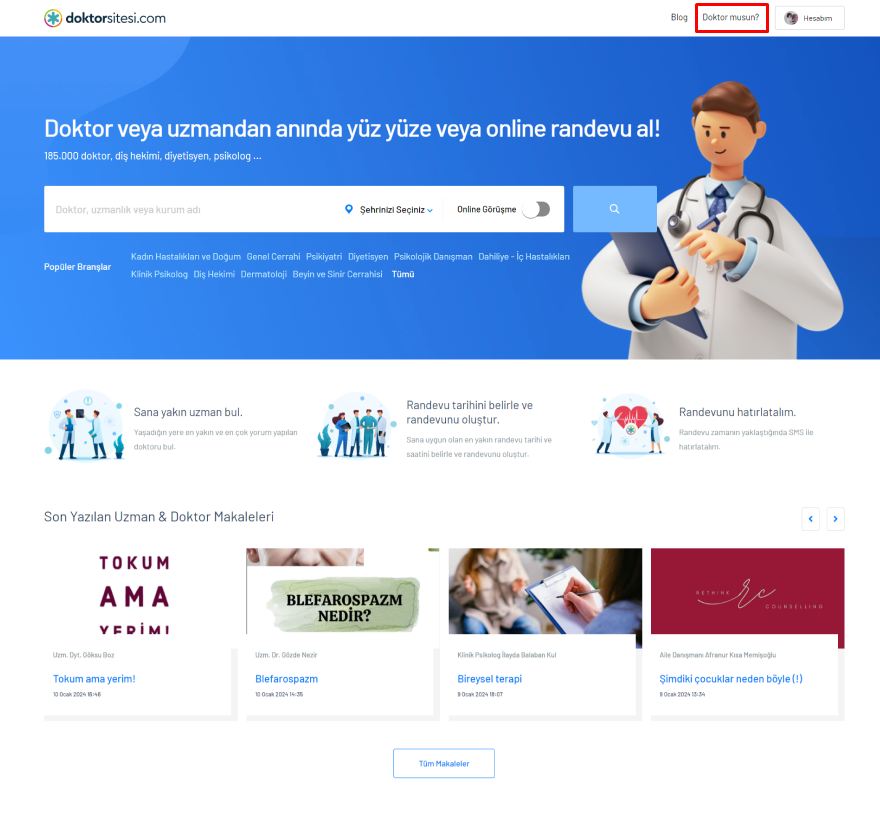 doktorsitesi.com
Blog
Doktor musun?
Hesabım
Doktor veya uzmandan anında yüz yüze veya online randevu al!
185.000 doktor, diş hekimi, diyetisyen, psikolog ...
Doktor, uzmanlık veya kurum adı
Şehrinizi Seçiniz
Online Görüşme
Popüler Branşlar
Kadın Hastalıkları ve Doğum Genel Cerrahi Psikiyatri Diyetisyen Psikolojik Danışman Dahiliye - İç Hastalıkları
Klinik Psikolog Diş Hekimi Dermatoloji Beyin ve Sinir Cerrahisi Tümü
Sana yakın uzman bul.
Yaşadığın yere en yakın ve en çok yorum yapılan
doktoru bul.
Randevu tarihini belirle ve
randevunu oluştur.
Sana uygun olan en yakın randevu tarihi ve
saatini belirle ve randevunu oluştur.
Randevunu hatırlatalım.
Randevu zamanın yaklaştığında SMS ile
hatırlatalım.
Son Yazılan Uzman & Doktor Makaleleri
TOKUM
AMA
YERİM!
Uzm. Dyt. Göksu Boz
Tokum ama yerim!
10 Ocak 2024 16:46
BLEFAROSPAZM
NEDİR?
Uzm. Dr. Gözde Nezir
Blefarospazm
10 Ocak 2024 14:35
Klinik Psikolog İlayda Balaban Kul
Bireysel terapi
9 Ocak 2024 18:07
RETHINK rc COUNSELLING
Aile Danışmanı Afranur Kısa Memişoğlu
Şimdiki çocuklar neden böyle (!)
9 Ocak 2024 13:34
Tüm Makaleler